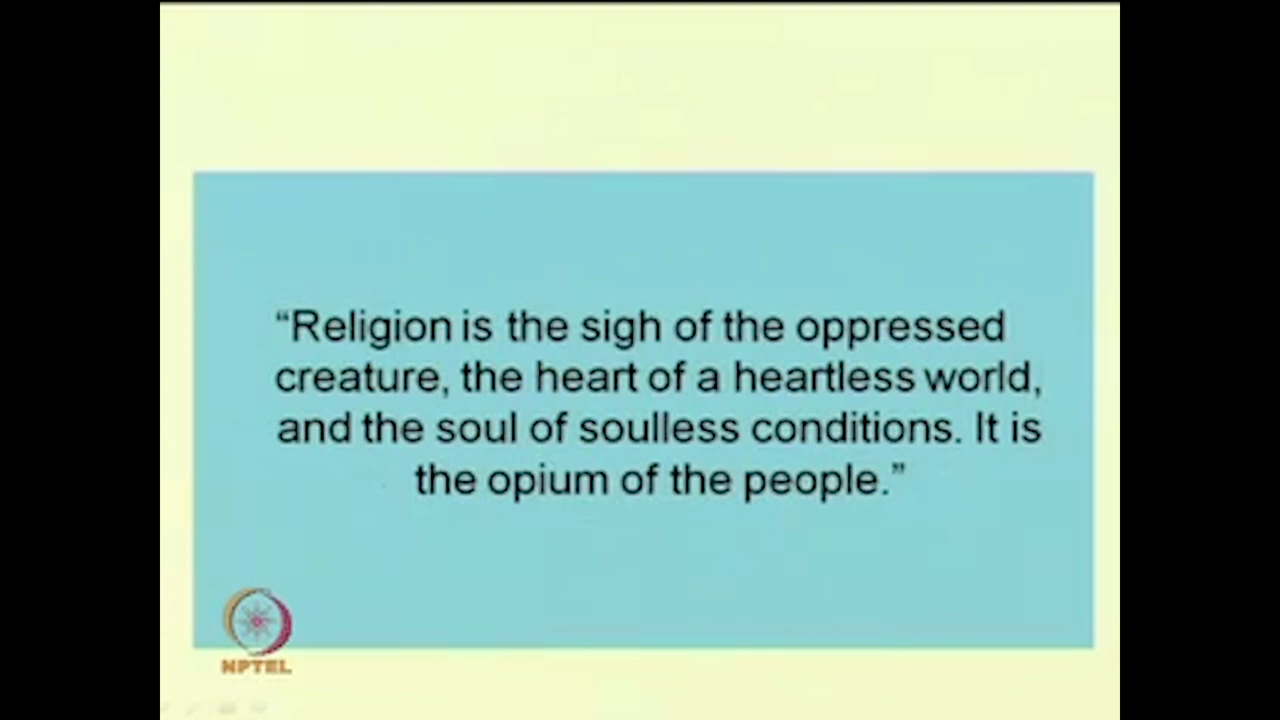 “Religion is the sigh of the oppressed
creature, the heart of a heartless world,
and the soul of soulless conditions. It is
the opium of the people.”
NPTEL